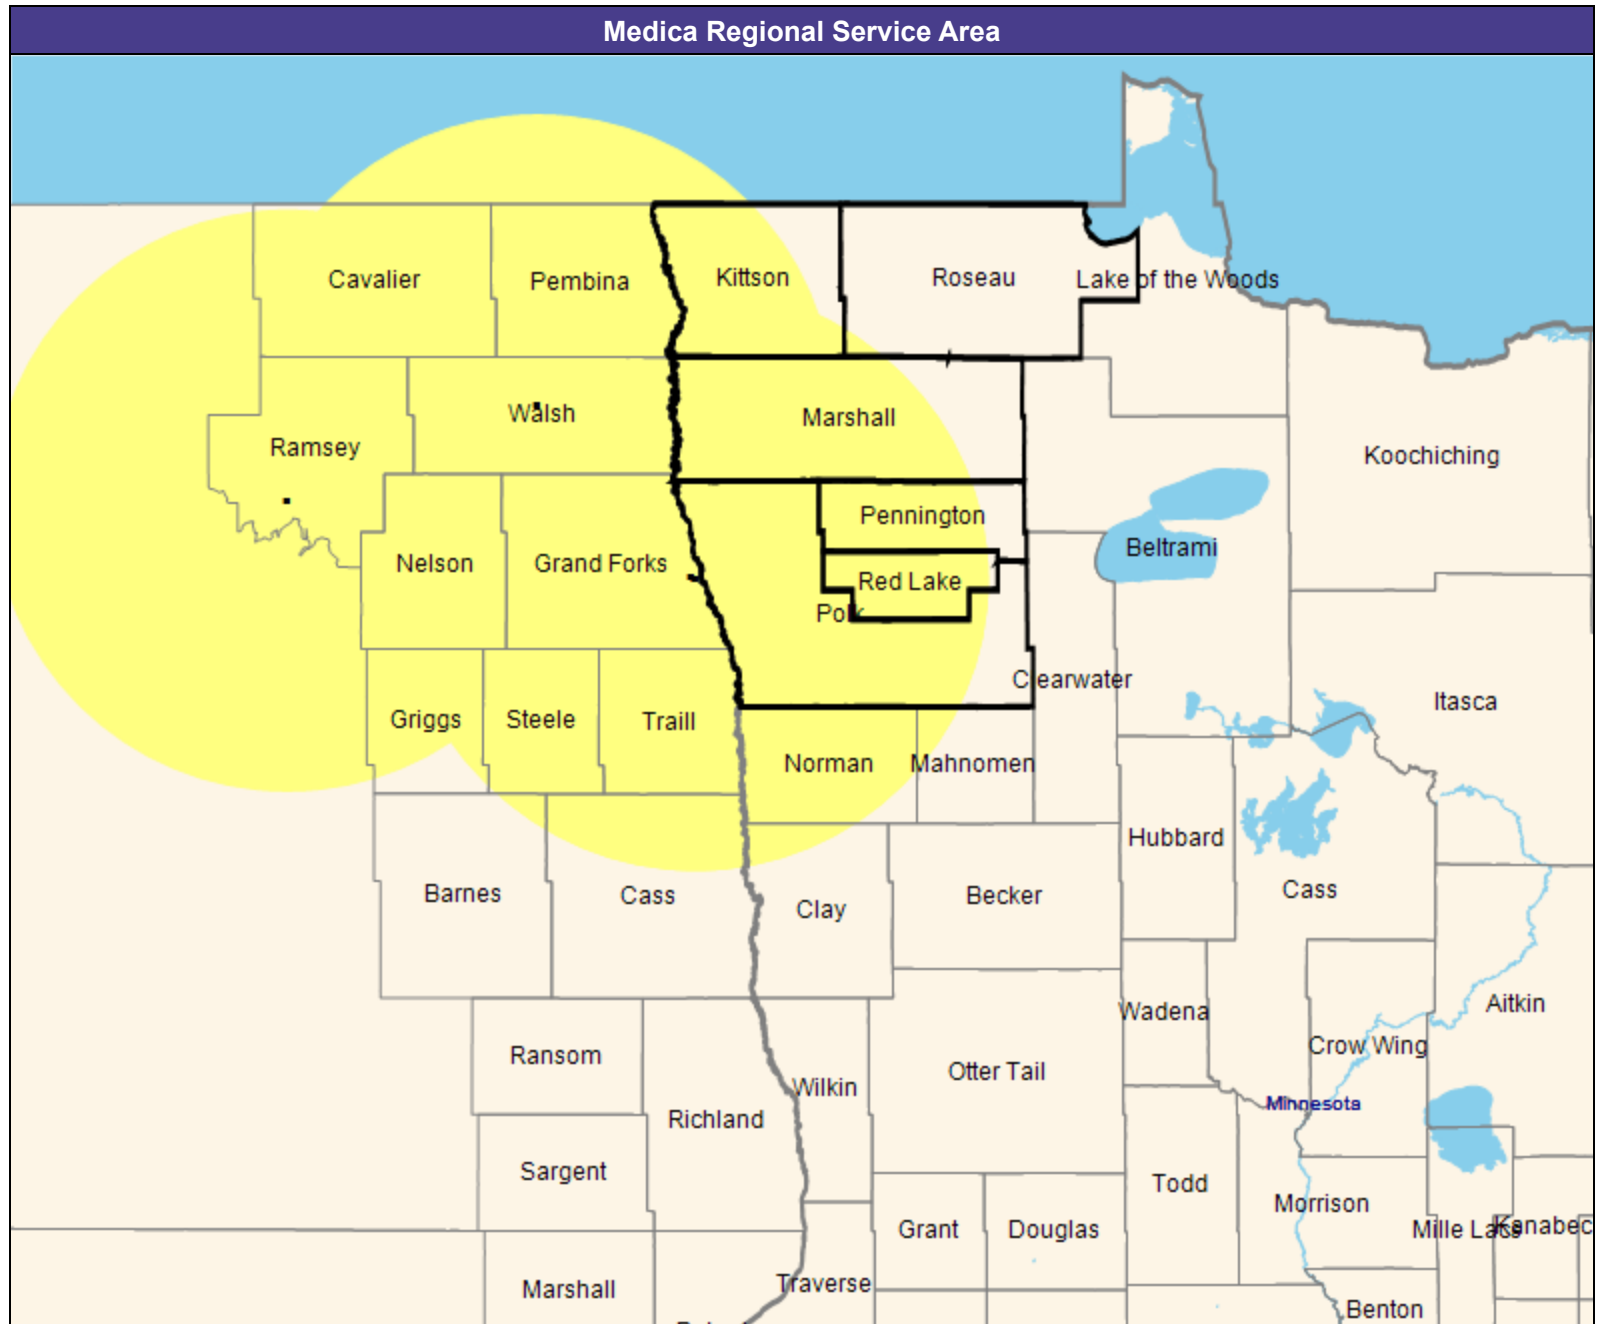 Medica Regional Service Area
Cavalier
Pembina
Kittson
Roseau
Lake of the Woods
Walsh
Marshall
Ramsey
Koochiching
Pennington
Nelson
Grand Forks
Red Lake
Beltrami
Polk
Clearwater
Griggs
Steele
Traill
Itasca
Norman
Mahnomen
Hubbard
Barnes
Cass
Clay
Becker
Cass
Wadena
Aitkin
Ransom
Otter Tail
Crow Wing
Wilkin
Minnesota
Richland
Sargent
Todd
Morrison
Grant
Douglas
Mille Lacs
Kanabec
Marshall
Traverse
Benton